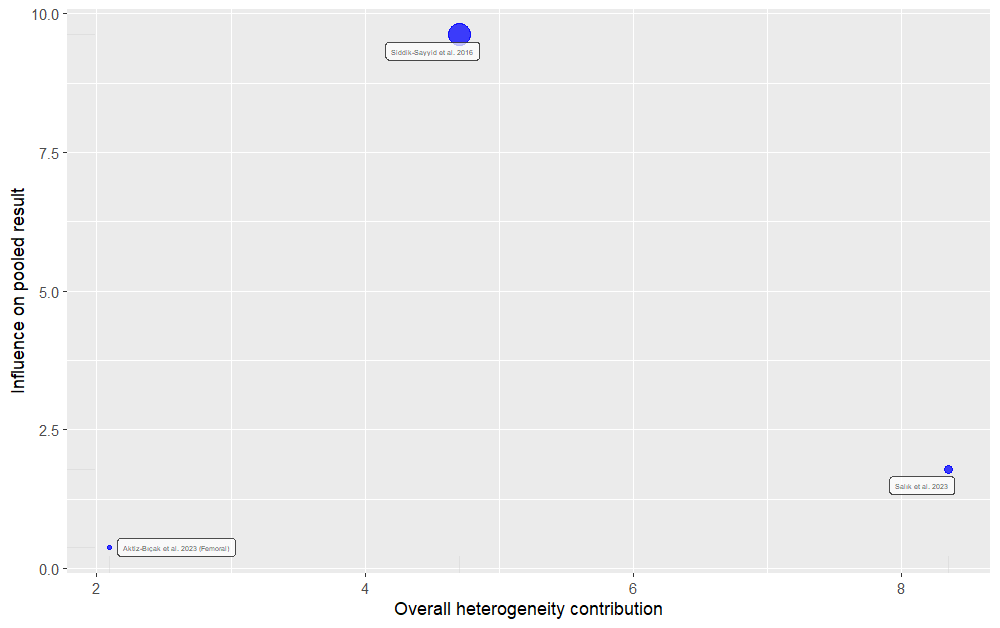 10.0
7.5
5.0
2.5
0.0
Influence on pooled result
Siddik-Sayyid et al. 2016
Salik et al. 2023
Aktiz-Bıçak et al. 2023 (Femoral)
2
4
6
8
Overall heterogeneity contribution